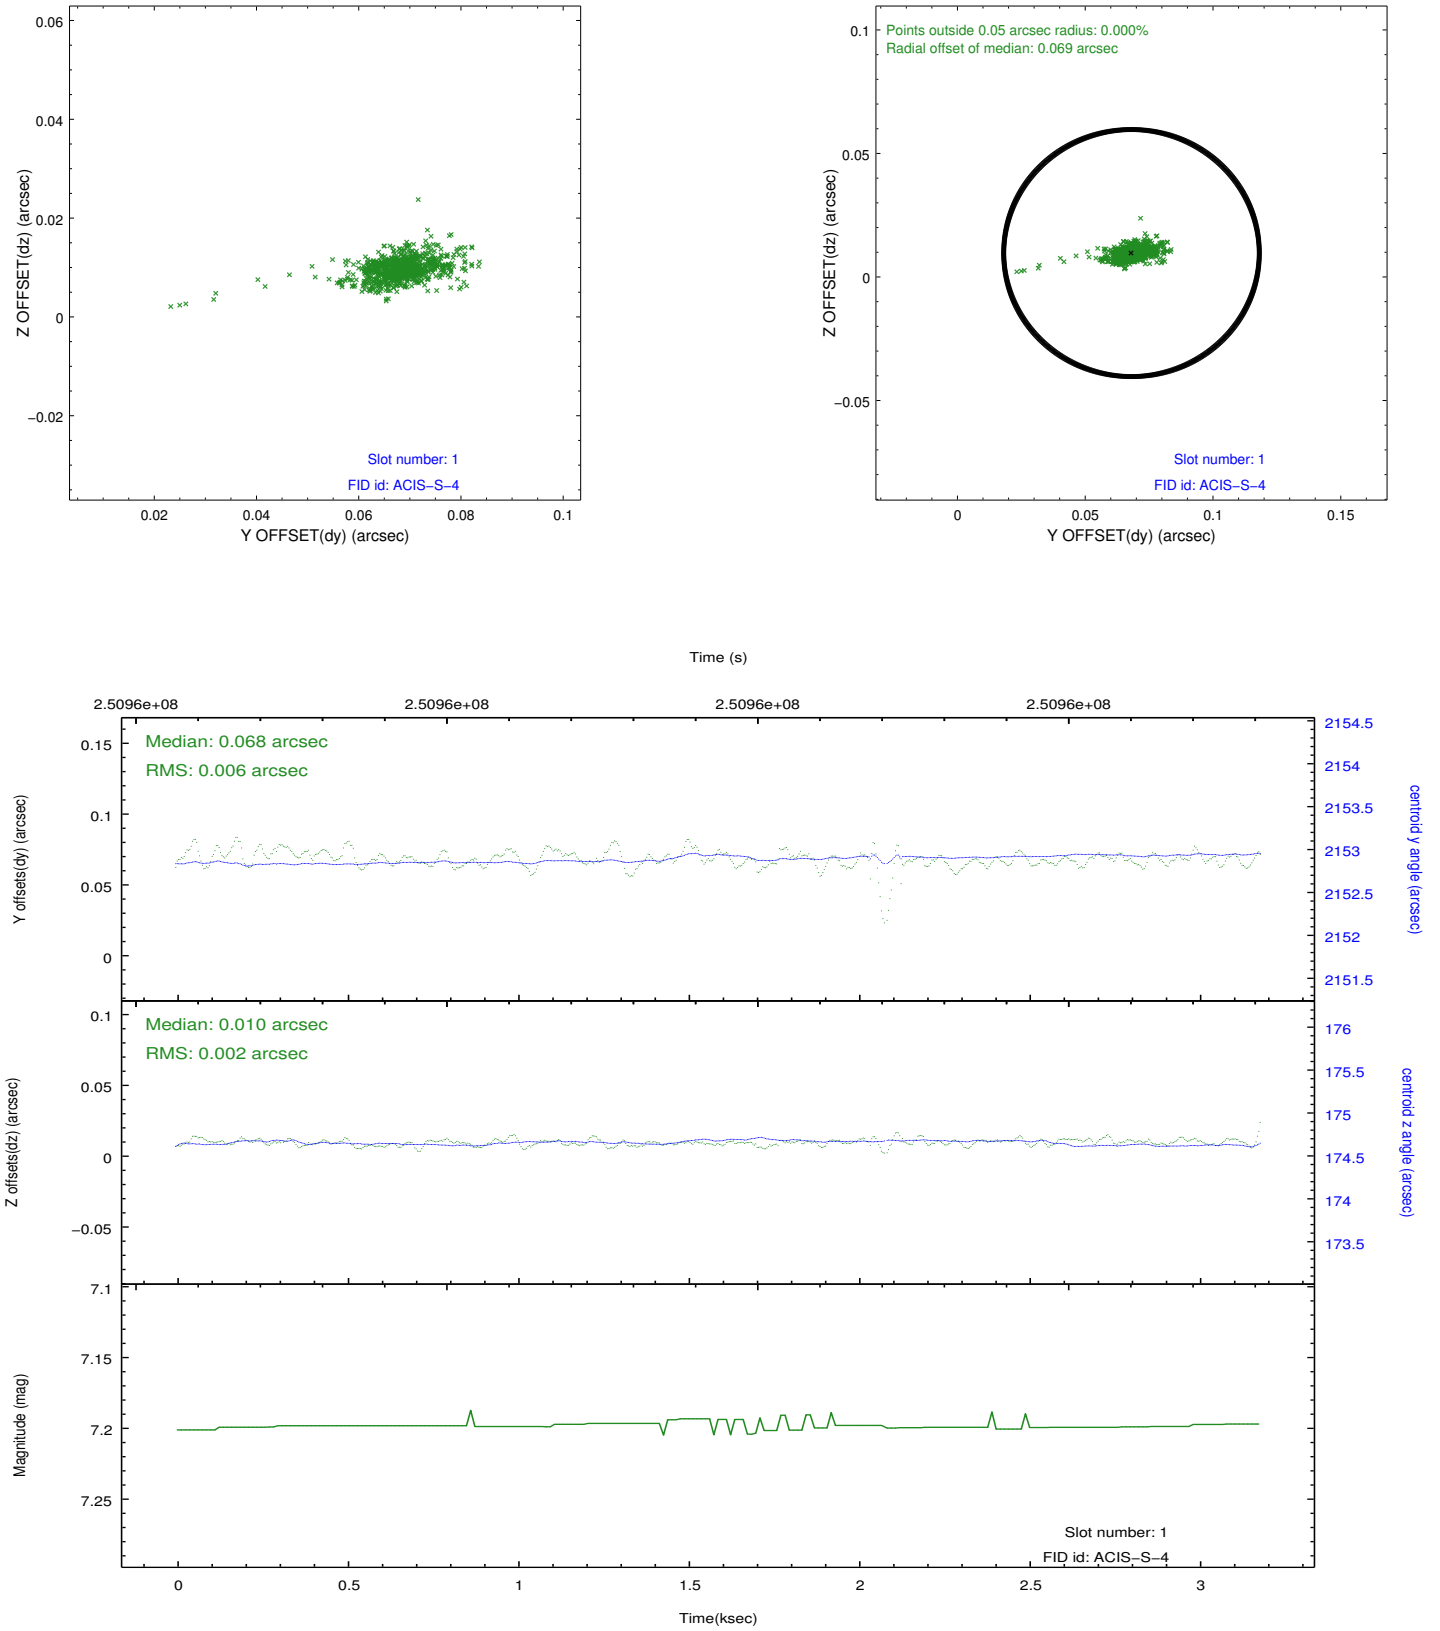 0.06
0.04
0.02
0
−0.02
Z OFFSET(dz) (arcsec)
Slot number: 1
FID id: ACIS−S−4
0.02 0.04 0.06 0.08 0.1
Y OFFSET(dy) (arcsec)
Points outside 0.05 arcsec radius: 0.000%
Radial offset of median: 0.069 arcsec
0.1
0.05
0
−0.05
Z OFFSET(dz) (arcsec)
Slot number: 1
FID id: ACIS−S−4
0 0.05 0.1 0.15
Y OFFSET(dy) (arcsec)
Time (s)
2.5096e+08 2.5096e+08 2.5096e+08 2.5096e+08
Median: 0.068 arcsec
RMS: 0.006 arcsec
0.15
0.1
0.05
0
Y offsets(dy) (arcsec)
2154.5
2154
2153.5
2153
2152.5
2152
2151.5
centroid y angle (arcsec)
Median: 0.010 arcsec
RMS: 0.002 arcsec
0.1
0.05
0
−0.05
Z offsets(dz) (arcsec)
176
175.5
175
174.5
174
173.5
centroid z angle (arcsec)
7.1
7.15
7.2
7.25
Magnitude (mag)
Slot number: 1
FID id: ACIS−S−4
0 0.5 1 1.5 2 2.5 3
Time(ksec)